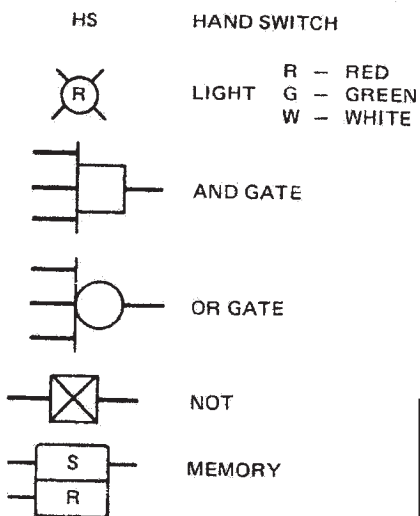 HS HAND SWITCH
R LIGHT R – RED
G – GREEN
W – WHITE
AND GATE
OR GATE
NOT
S MEMORY
R